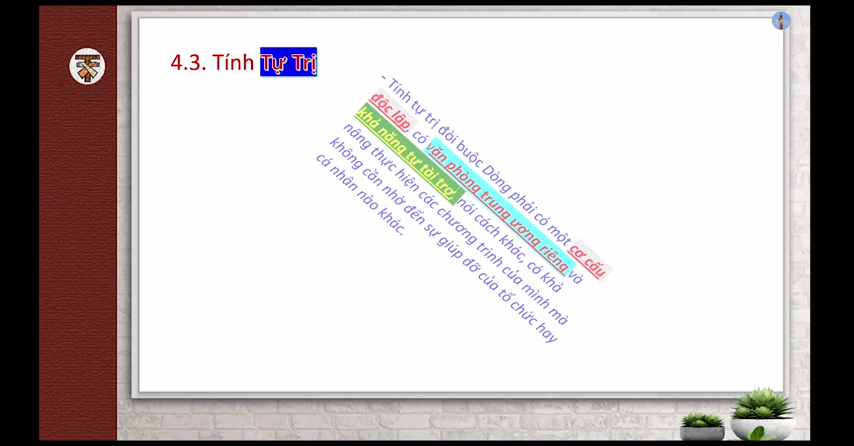 4.3. Tính Tự Trị
- Tính tự trị đòi buộc Dòng phải có một cơ cấu
độc lập, có văn phòng trung ương riêng và
khả năng tự tài trợ, nói cách khác, có khả
năng thực hiện các chương trình của mình mà
không cần nhờ đến sự giúp đỡ của tổ chức hay
cá nhân nào khác.